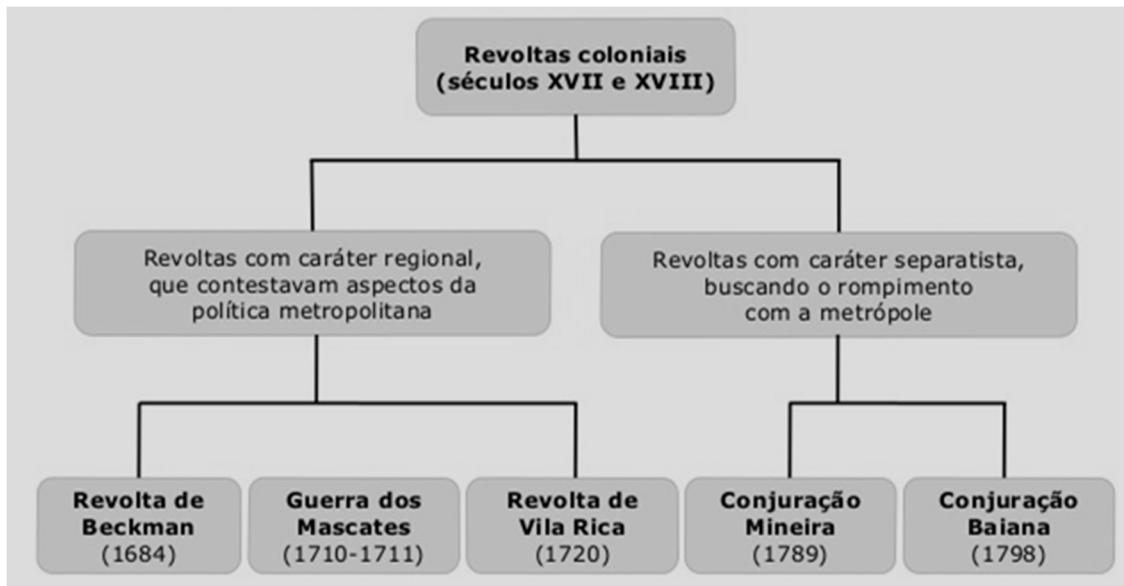 Revoltas coloniais
(séculos XVII e XVIII)
Revoltas com caráter regional,
que contestavam aspectos da
política metropolitana
Revoltas com caráter separatista,
buscando o rompimento
com a metrópole
Revolta de
Beckman
(1684)
Guerra dos
Mascates
(1710-1711)
Revolta de
Vila Rica
(1720)
Conjuração
Mineira
(1789)
Conjuração
Baiana
(1798)